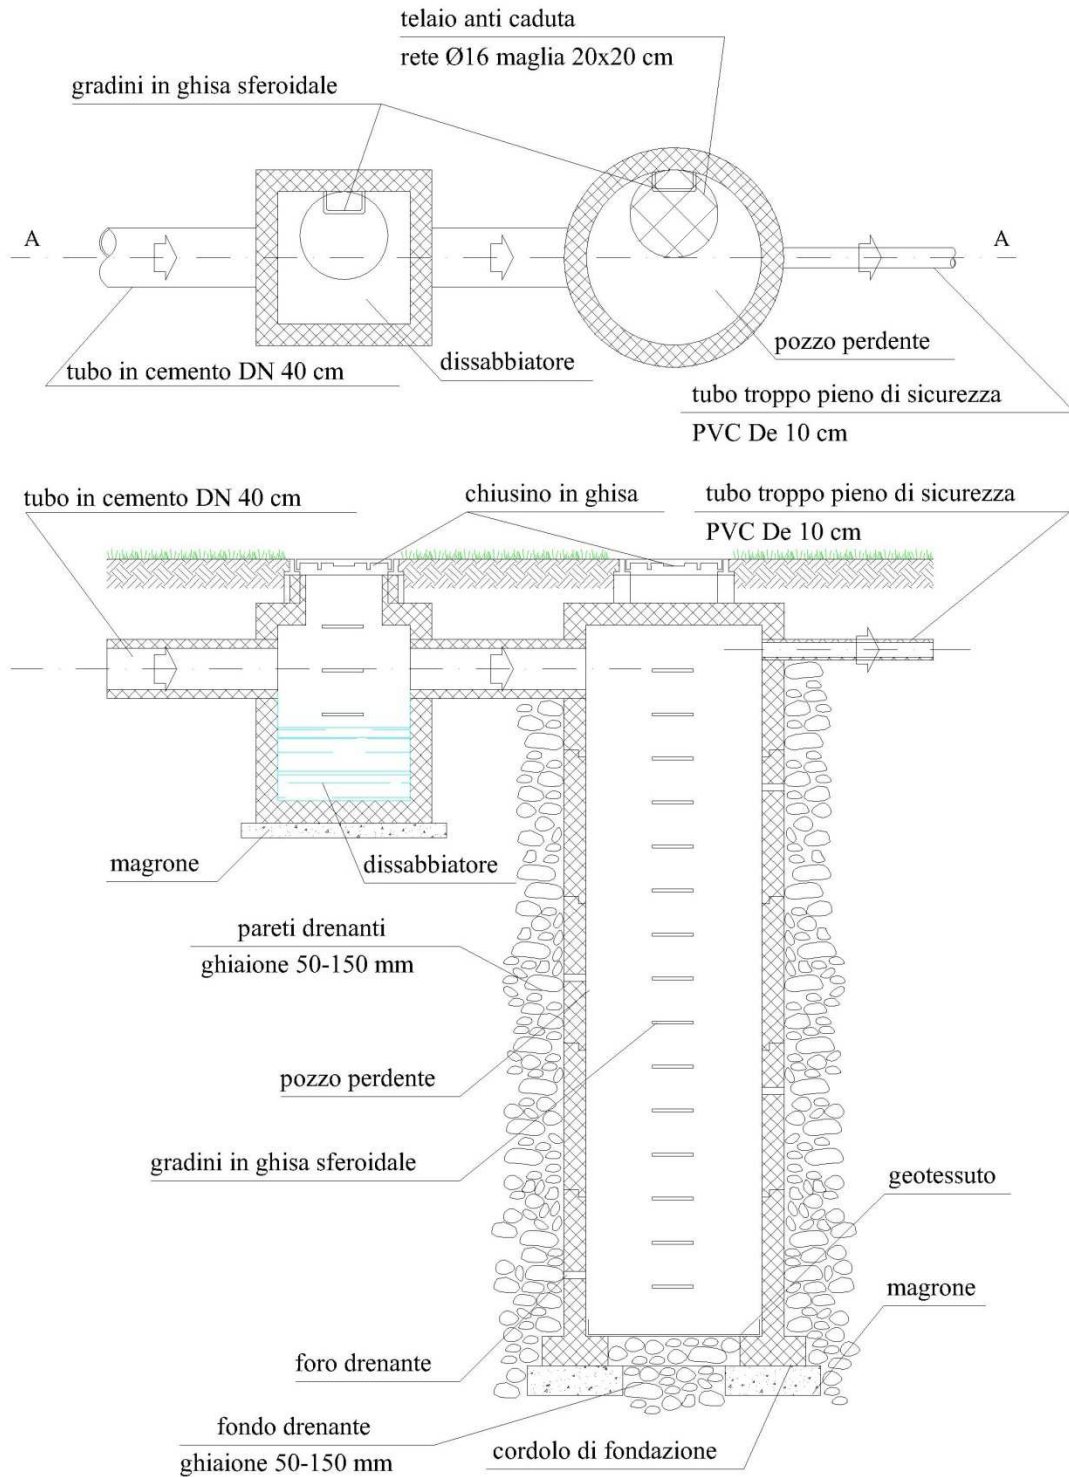 telaio anti caduta
rete Ø16 maglia 20x20 cm
gradini in ghisa sferoidale
A
A
tubo in cemento DN 40 cm
dissabbiatore
pozzo perdente
tubo troppo pieno di sicurezza
PVC De 10 cm
tubo in cemento DN 40 cm
chiusino in ghisa
tubo troppo pieno di sicurezza
PVC De 10 cm
magrone
dissabbiatore
pareti drenanti
ghiaione 50-150 mm
pozzo perdente
gradini in ghisa sferoidale
geotessuto
magrone
foro drenante
fondo drenante
ghiaione 50-150 mm
cordolo di fondazione